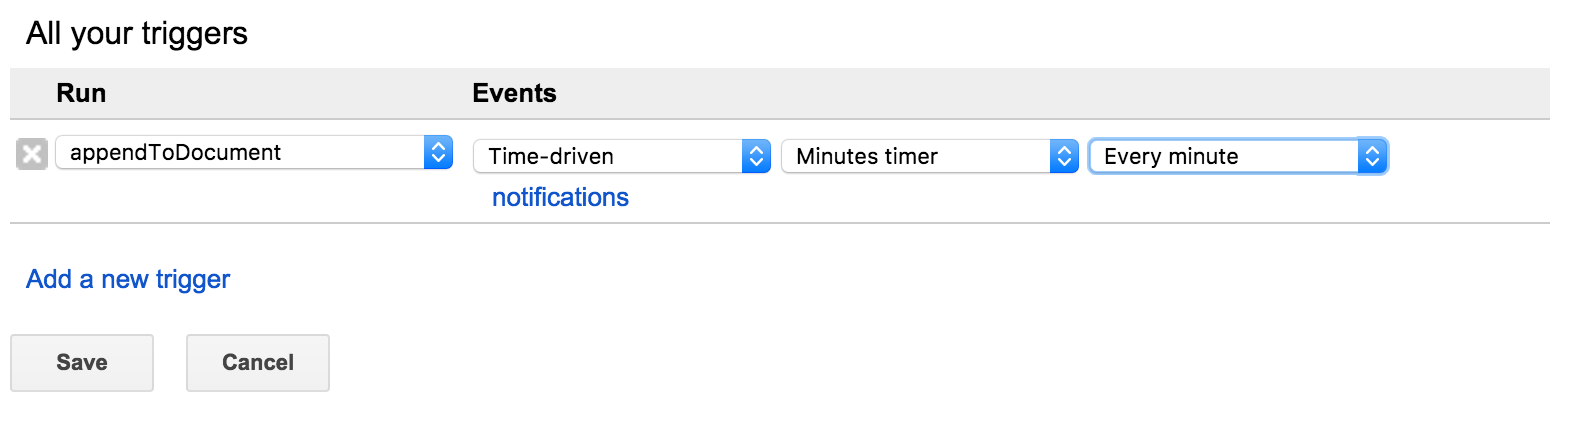 All your triggers
Run Events
appendToDocument Time-driven Minutes timer Every minute
notifications
Add a new trigger
Save Cancel